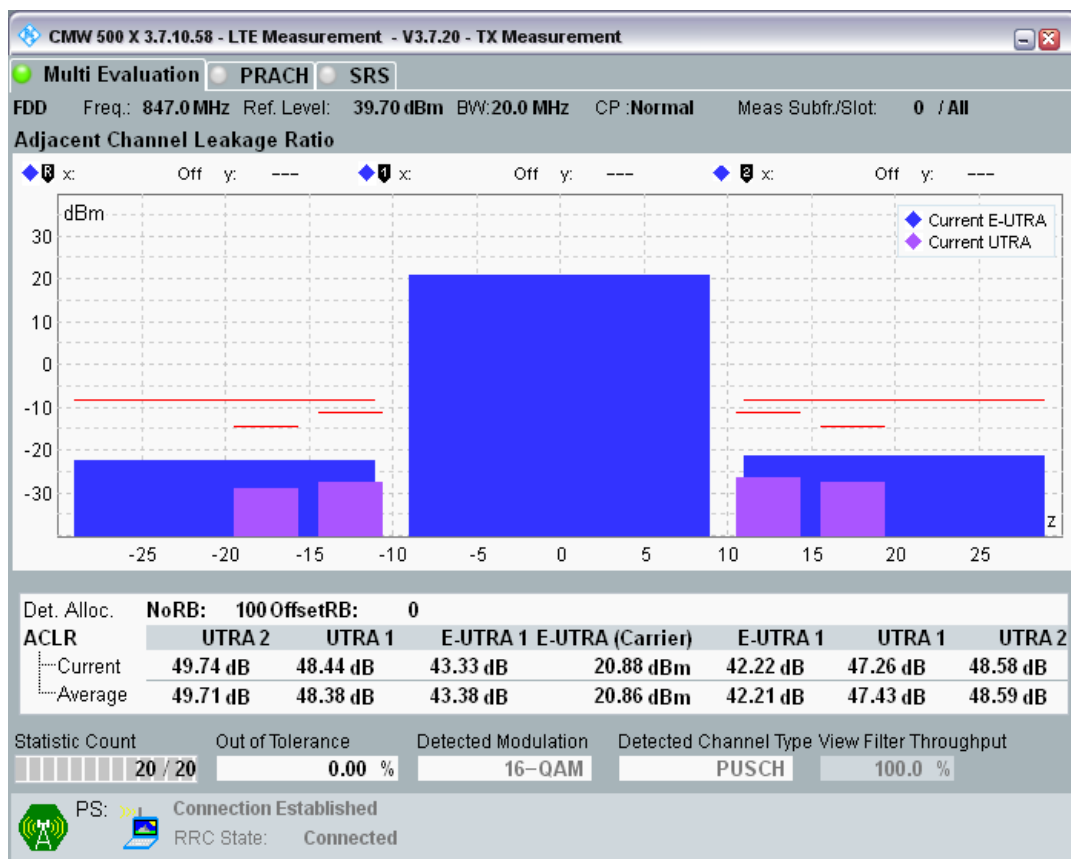 CMW 500 X 3.7.10.58 - LTE Measurement - V3.7.20 - TX Measurement
Multi Evaluation PRACH SRS
FDD Freq.: 847.0 MHz Ref. Level: 39.70 dBm BW:20.0 MHz CP :Normal Meas Subfr./Slot: 0 / All
Adjacent Channel Leakage Ratio
R x: Off y: --- 1 x: Off y: --- 2 x: Off y: ---
dBm
Current E-UTRA
Current UTRA
30
20
10
0
-10
-20
-30
z
-25 -20 -15 -10 -5 0 5 10 15 20 25
Det. Alloc. NoRB: 100 OffsetRB: 0
ACLR UTRA 2 UTRA 1 E-UTRA 1 E-UTRA (Carrier) E-UTRA 1 UTRA 1 UTRA 2
Current 49.74 dB 48.44 dB 43.33 dB 20.88 dBm 42.22 dB 47.26 dB 48.58 dB
Average 49.71 dB 48.38 dB 43.38 dB 20.86 dBm 42.21 dB 47.43 dB 48.59 dB
Statistic Count Out of Tolerance Detected Modulation Detected Channel Type View Filter Throughput
20 / 20 0.00 % 16-QAM PUSCH 100.0 %
PS: Connection Established
RRC State: Connected